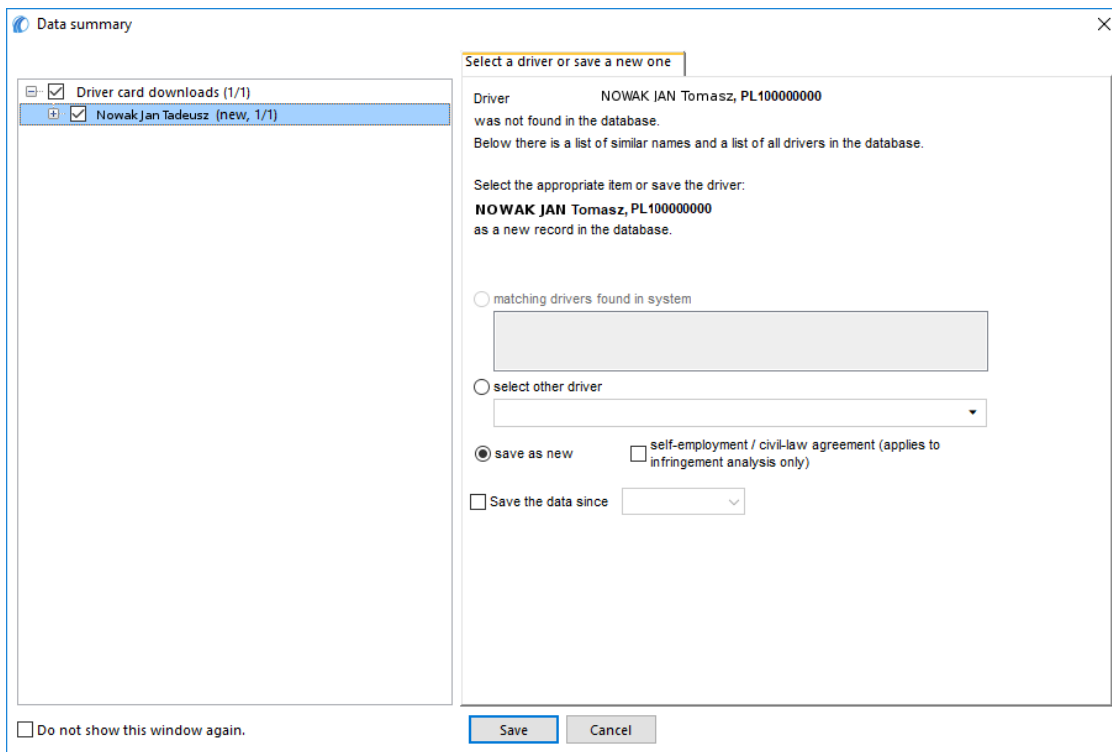 Data summary
Driver card downloads (1/1)
Nowak Jan Tadeusz (new, 1/1)
Select a driver or save a new one
Driver NOWAK JAN Tomasz, PL100000000
was not found in the database.
Below there is a list of similar names and a list of all drivers in the database.
Select the appropriate item or save the driver:
NOWAK JAN Tomasz, PL100000000
as a new record in the database.
matching drivers found in system
select other driver
save as new
self-employment / civil-law agreement (applies to
infringement analysis only)
Save the data since
Do not show this window again.
Save
Cancel